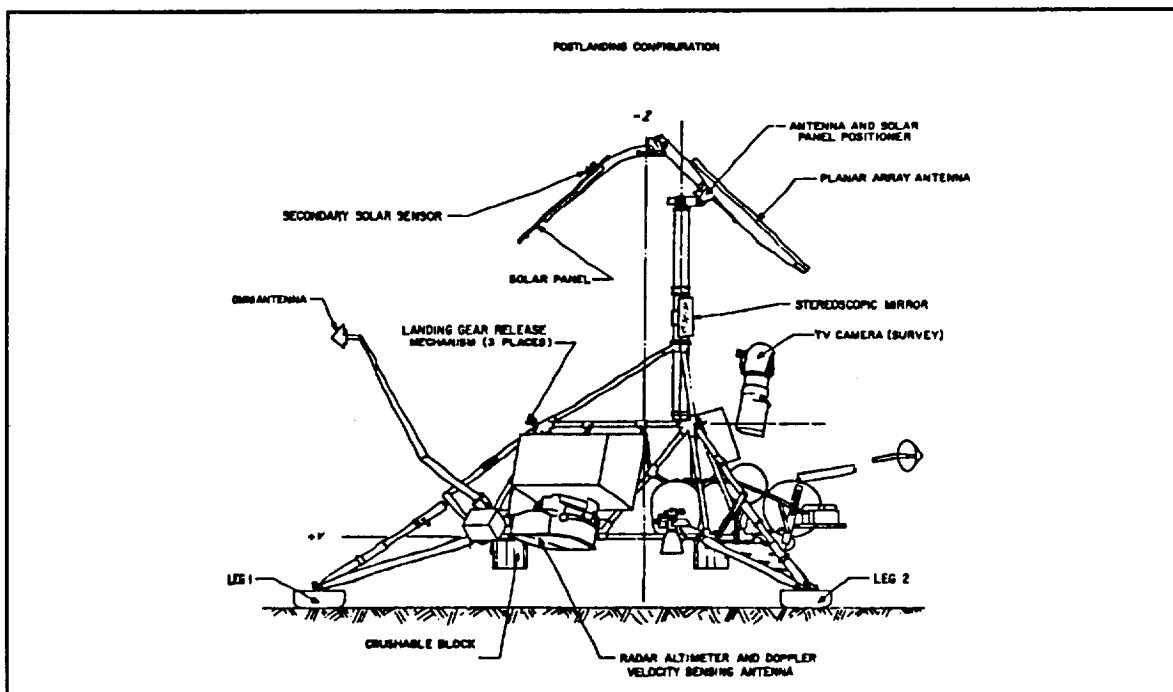 POSTLANDING CONFIGURATION
-Z
ANTENNA AND SOLAR
PANEL POSITIONER
PLANAR ARRAY ANTENNA
SECONDARY SOLAR SENSOR
SOLAR PANEL
OMNIANTENNA
STEREOSCOPIC MIRROR
LANDING GEAR RELEASE
MECHANISM (3 PLACES)
TV CAMERA (SURVEY)
+Y
LEG 1
LEG 2
CRUSHABLE BLOCK
RADAR ALTIMETER AND DOPPLER
VELOCITY SENSING ANTENNA